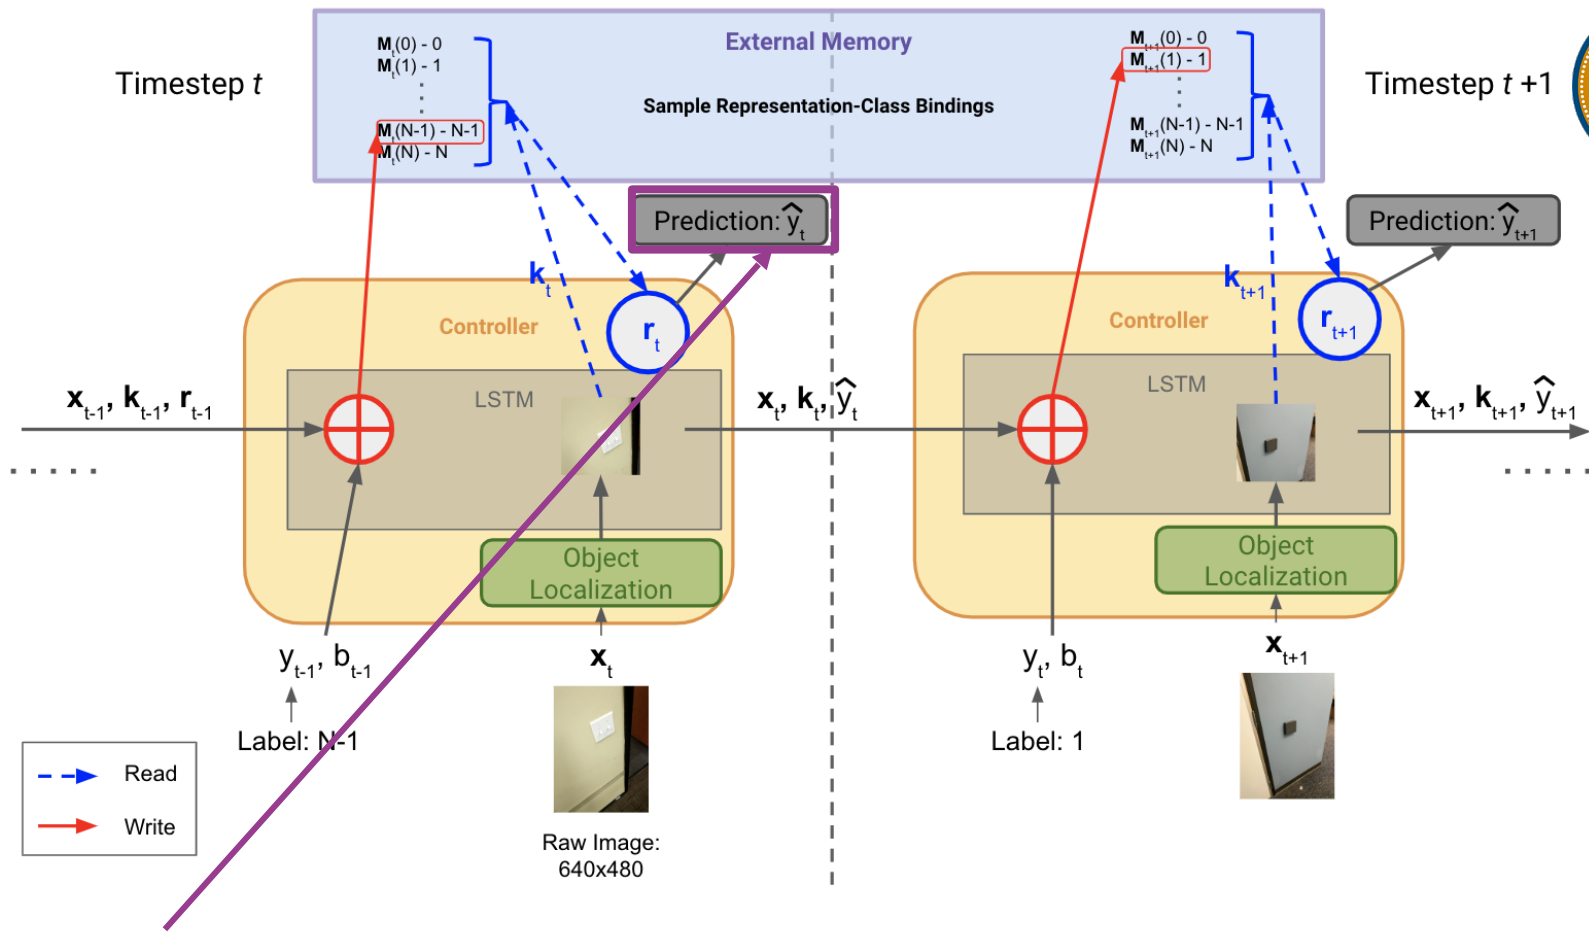 External Memory
Sample Representation-Class Bindings
Timestep t
M_t(0) - 0
M_t(1) - 1
M_t(N-1) - N-1
M_t(N) - N
Timestep t +1
M_t+1(0) - 0
M_t+1(1) - 1
M_t+1(N-1) - N-1
M_t+1(N) - N
Prediction: ŷ_t
Prediction: ŷ_t+1
k_t
r_t
Controller
LSTM
k_t+1
r_t+1
Controller
LSTM
x_t-1, k_t-1, r_t-1
x_t, k_t, ŷ_t
x_t+1, k_t+1, ŷ_t+1
Object
Localization
Object
Localization
y_t-1, b_t-1
x_t
y_t, b_t
x_t+1
Label: N-1
Label: 1
Read
Write
Raw Image:
640x480